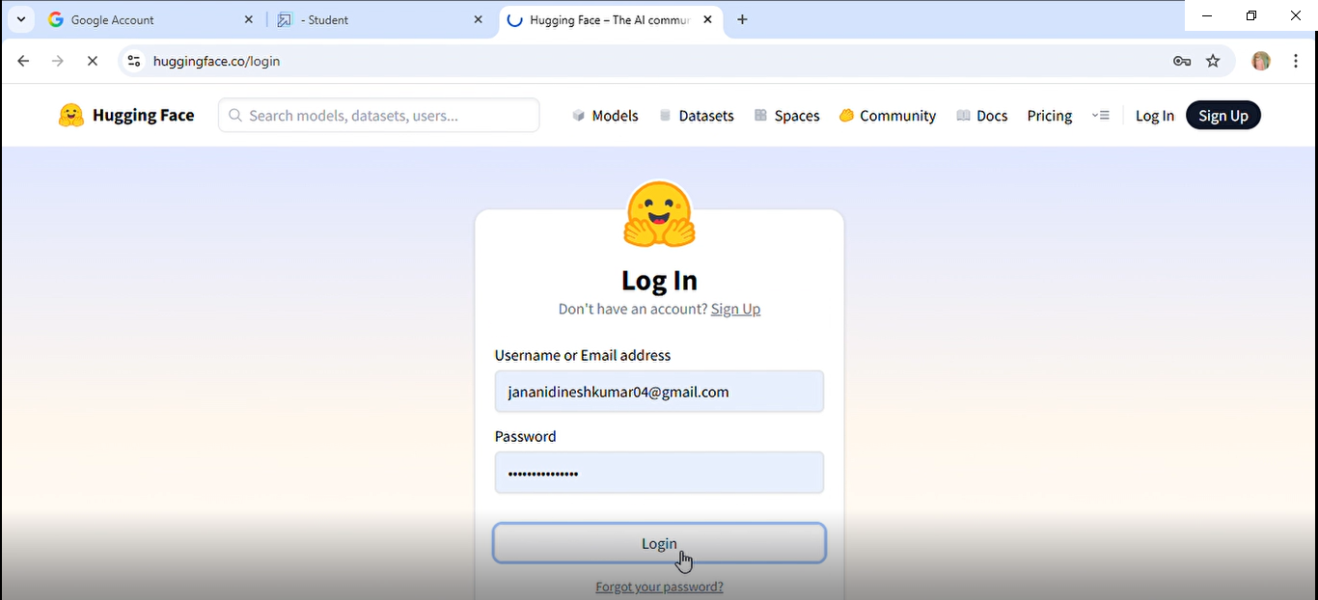 Google Account
- Student
Hugging Face – The AI commun
huggingface.co/login
Hugging Face
Search models, datasets, users...
Models
Datasets
Spaces
Community
Docs
Pricing
Log In
Sign Up
Log In
Don't have an account? Sign Up
Username or Email address
jananidineshkumar04@gmail.com
Password
•••••••••••••••
Login
Forgot your password?